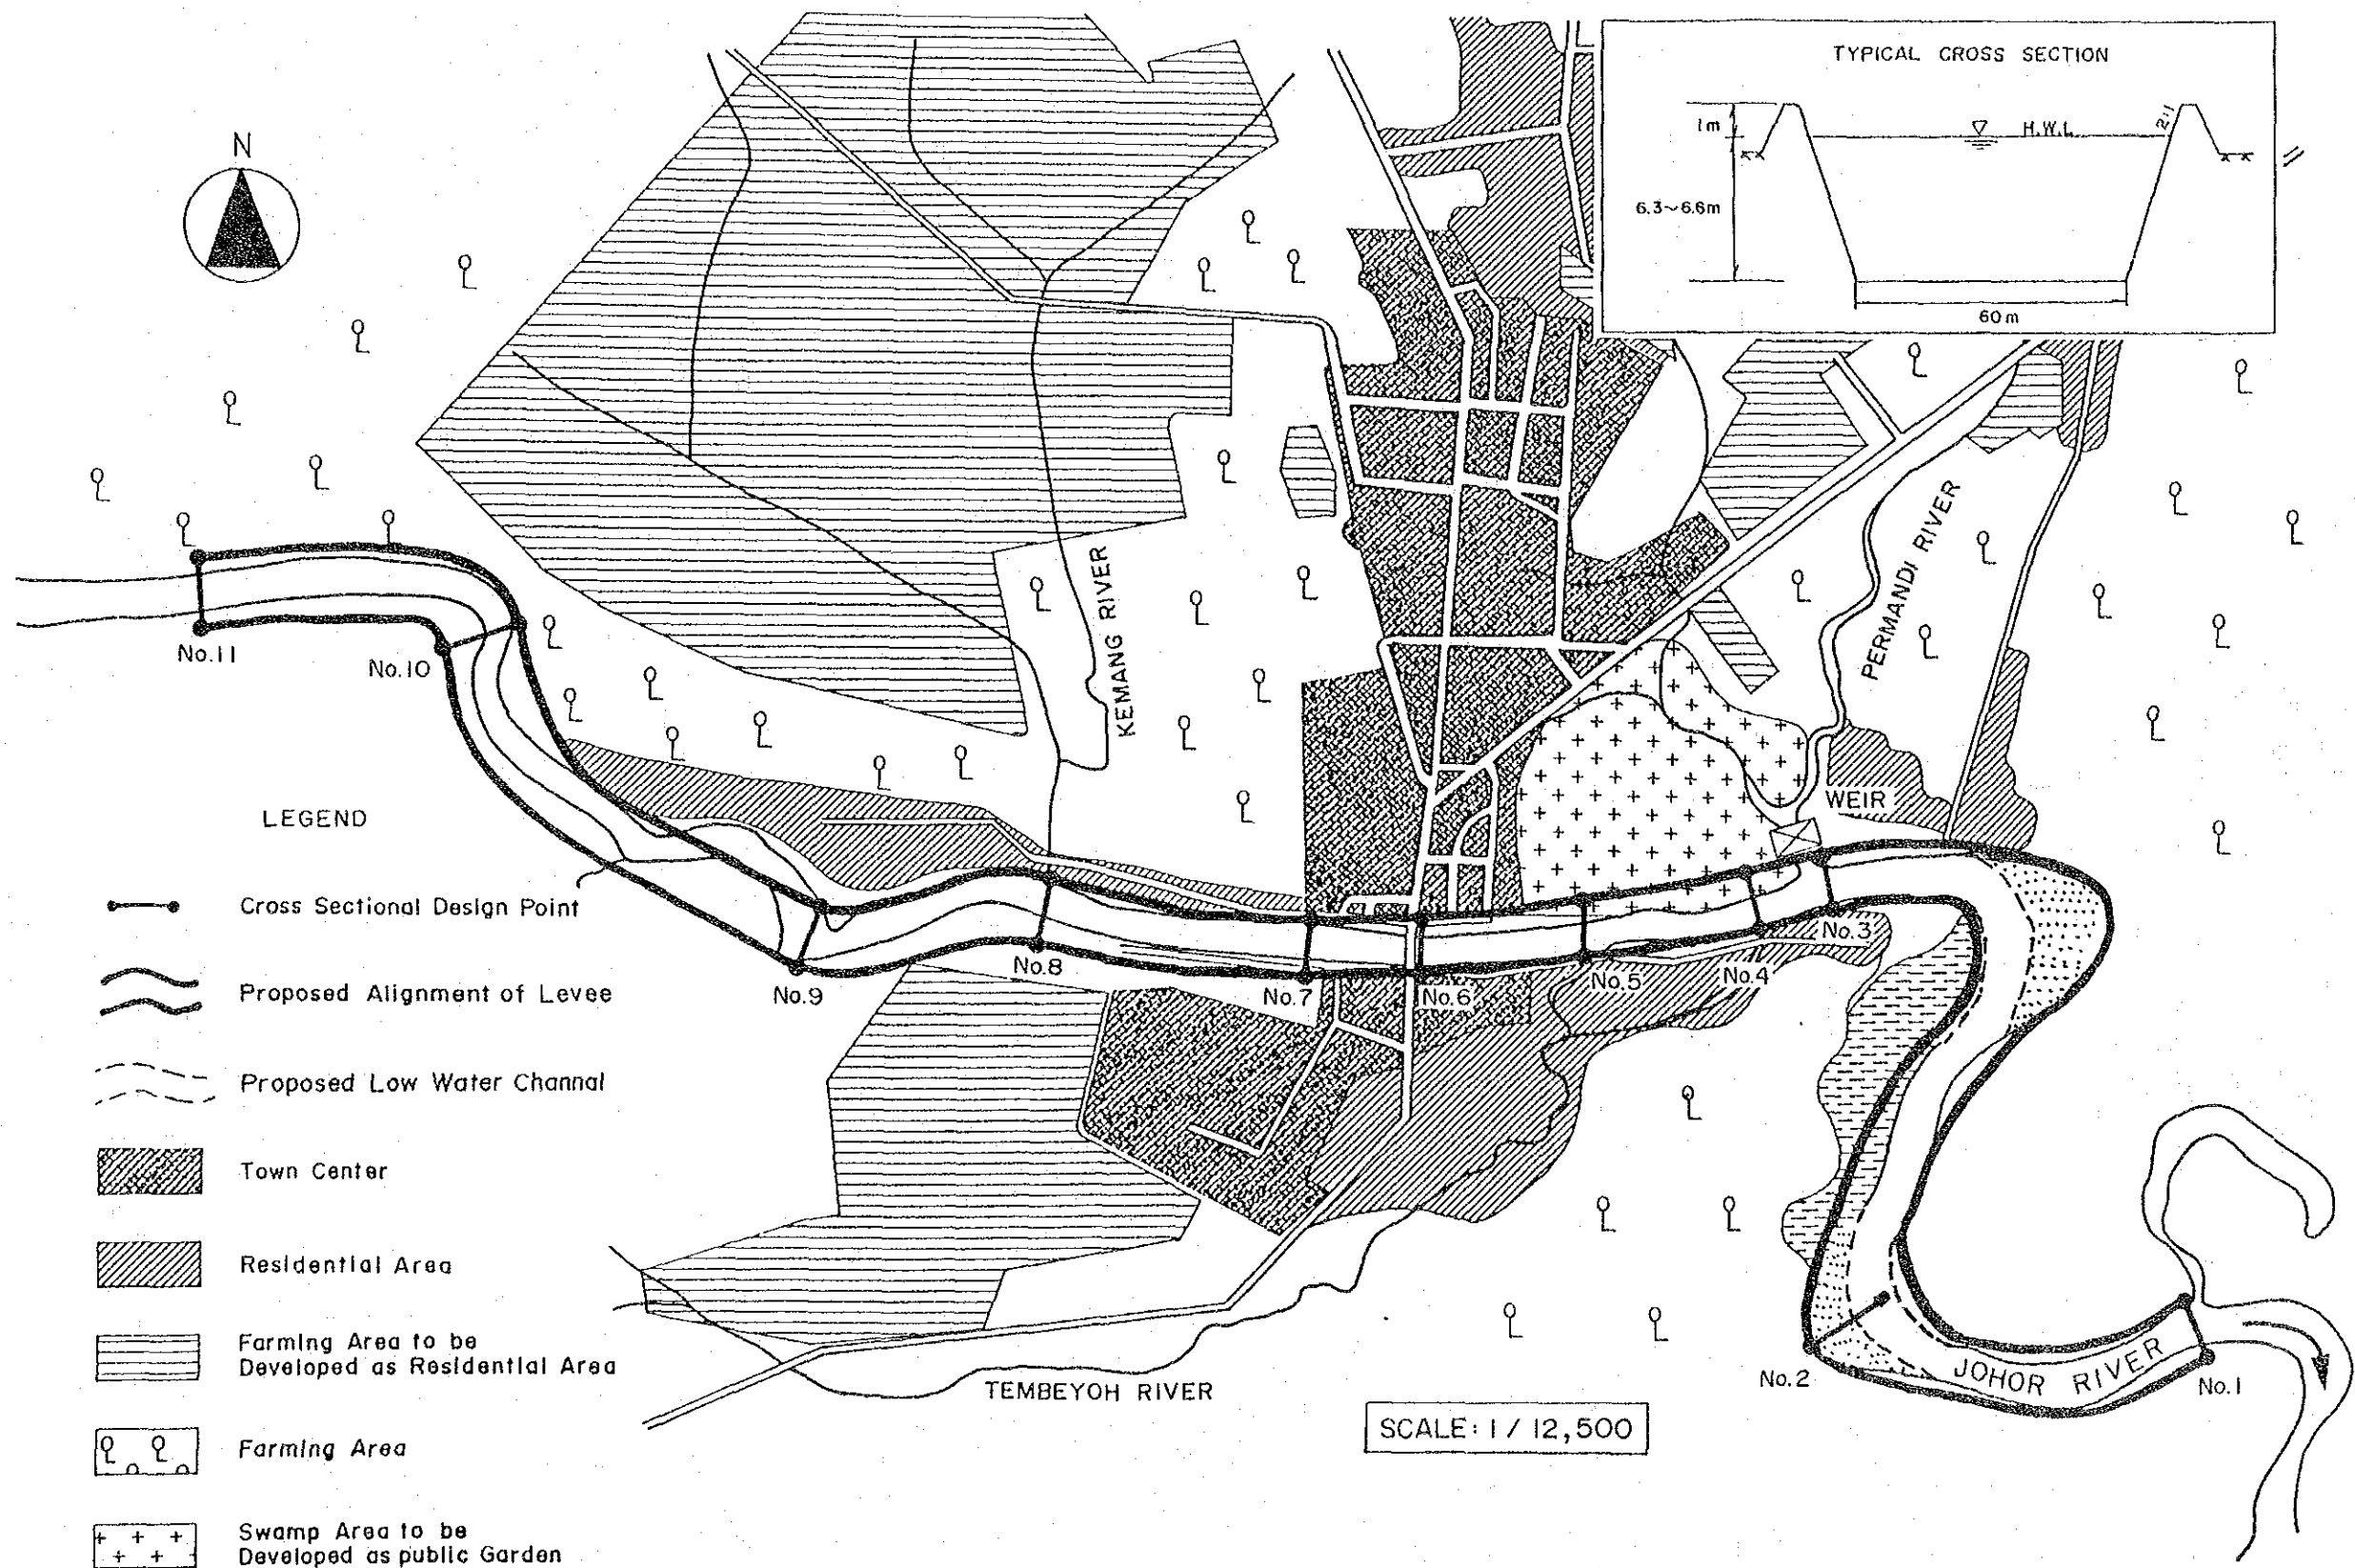 TYPICAL CROSS SECTION
1m
H.W.L
2:1
6.3~6.6m
60m
N
KEMANG RIVER
PERMANDI RIVER
WEIR
No.11
No.10
No.9
No.8
No.7
No.6
No.5
No.4
No.3
No.2
No.1
JOHOR RIVER
TEMBEYOH RIVER
SCALE: 1 / 12,500
LEGEND
Cross Sectional Design Point
Proposed Alignment of Levee
Proposed Low Water Channal
Town Center
Residential Area
Farming Area to be
Developed as Residential Area
Farming Area
Swamp Area to be
Developed as public Garden